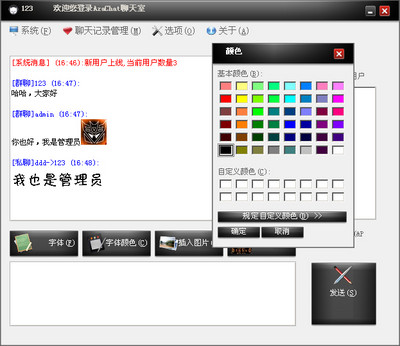 123 欢迎您登录AraChat聊天室
系统(F) 聊天记录管理(M) 选项(O) 关于(A)
[系统消息] (16:46):新用户上线,当前用户数量3
[群聊]123 (16:47):
哈哈，大家好
[群聊]admin (16:47):
你也好，我是管理员
[私聊]ddd->123 (16:48):
我也是管理员
用户
颜色
基本颜色(B):
自定义颜色(C):
规定自定义颜色(D) >>
确定 取消
字体(F) 字体颜色(C) 插入图片(
发送(S)